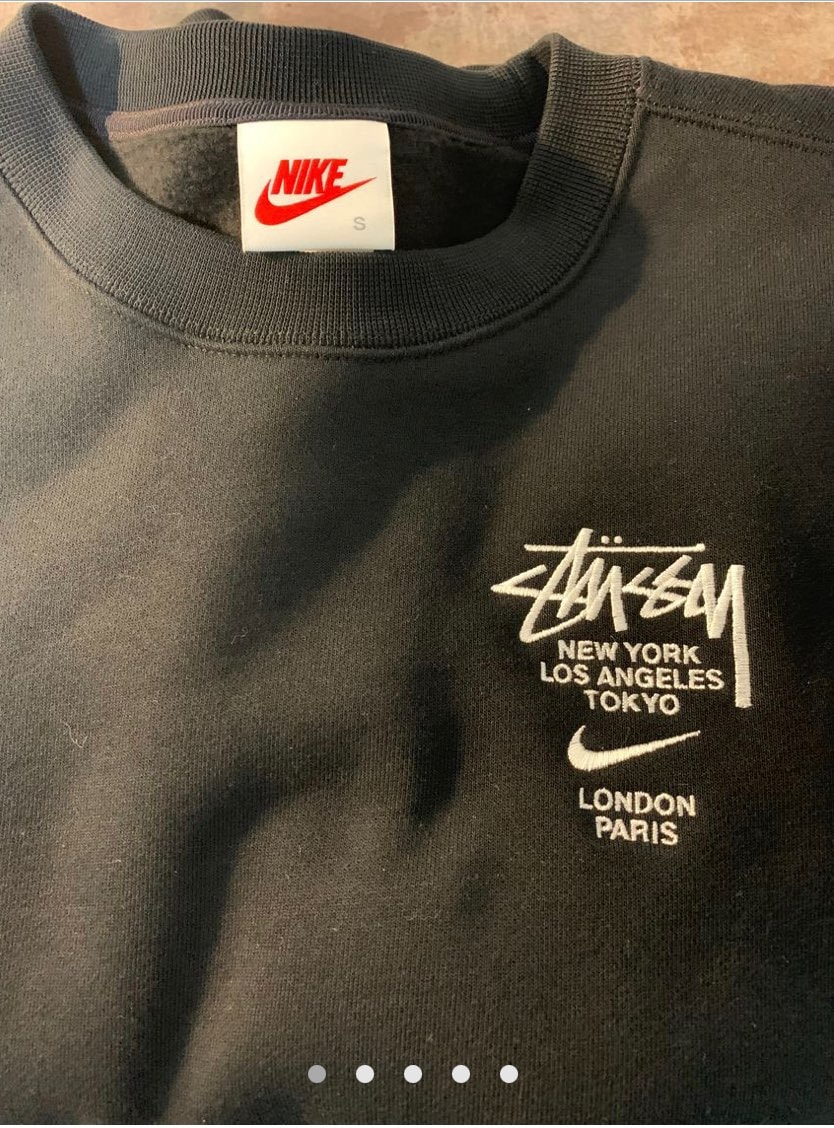 NIKE
S
Stüssy
NEW YORK
LOS ANGELES
TOKYO
LONDON
PARIS